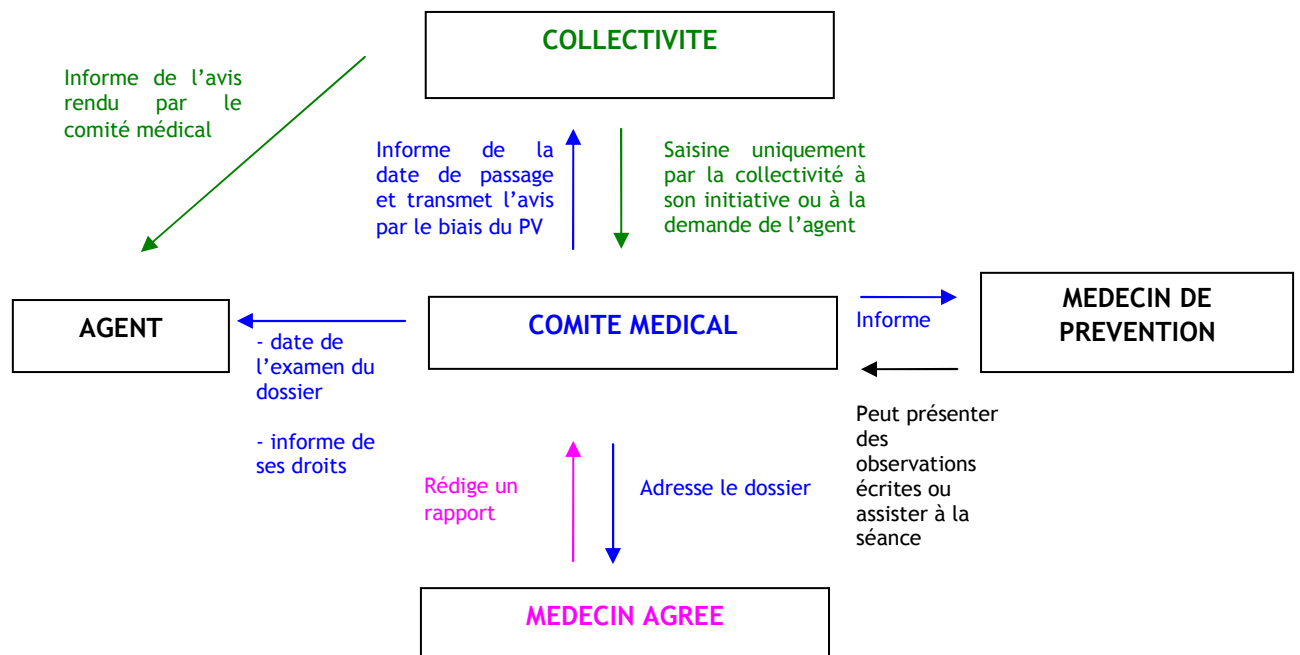 COLLECTIVITE
Informe de l’avis
rendu par le
comité médical
Informe de la
date de passage
et transmet l’avis
par le biais du PV
Saisine uniquement
par la collectivité à
son initiative ou à la
demande de l’agent
AGENT
COMITE MEDICAL
MEDECIN DE
PREVENTION
Informe
- date de
l’examen du
dossier
- informe de
ses droits
Peut présenter
des
observations
écrites ou
assister à la
séance
Rédige un
rapport
Adresse le dossier
MEDECIN AGREE